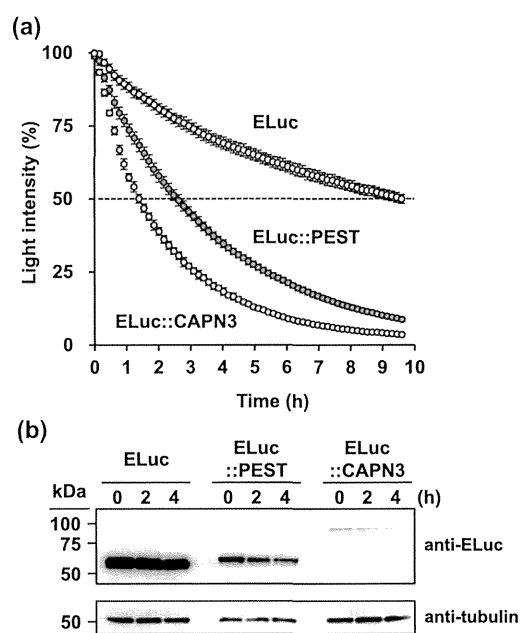 (a)
100
75
50
25
0
Light intensity (%)
ELuc
ELuc::PEST
ELuc::CAPN3
0 1 2 3 4 5 6 7 8 9 10
Time (h)
(b)
ELuc
ELuc
::PEST
ELuc
::CAPN3
kDa
0 2 4 0 2 4 0 2 4 (h)
100
75
50
anti-ELuc
50
anti-tubulin